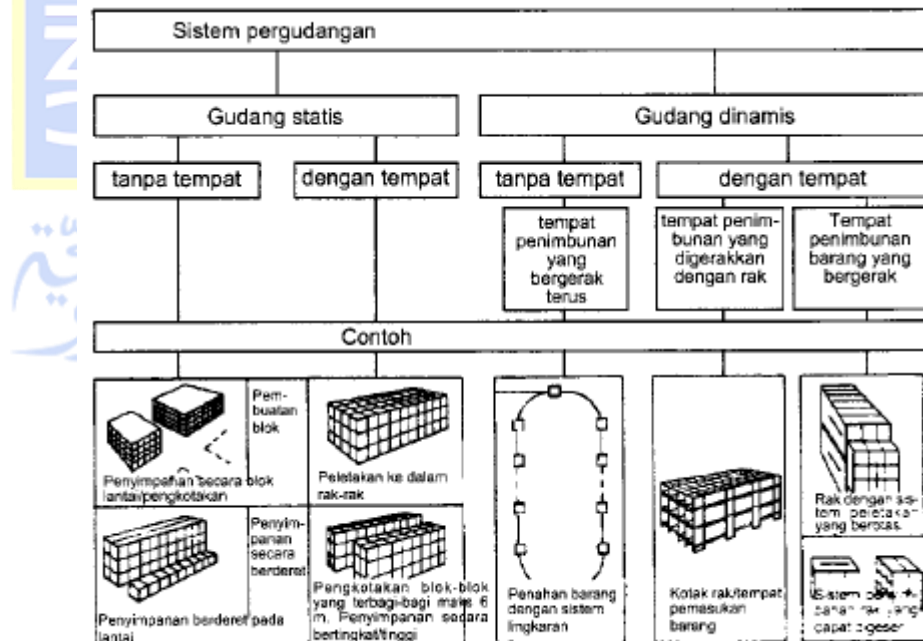 Sistem pergudangan
Gudang statis
Gudang dinamis
tanpa tempat
dengan tempat
tanpa tempat
dengan tempat
tempat
penimbunan
yang
bergerak
terus
tempat penim-
bunan yang
digerakkan
dengan rak
Tempat
penimbunan
barang yang
bergerak
Contoh
Pem-
buatan
blok
Penyimpanan secara blok
lantai/pengkotakan
Penyim-
panan
secara
berderet
Penyimpanan berderet pada
lantai
Peletakan ke dalam
rak-rak
Pengkotakan blok-blok
yang terbagi-bagi maks 6
m. Penyimpanan secara
bertingkat/tinggi
Penahan barang
dengan sistem
lingkaran
Kotak rak/tempat
pemasukan
barang
Rak dengan sis-
tem peletakan
yang
Sistem
rak yang
dapat digeser